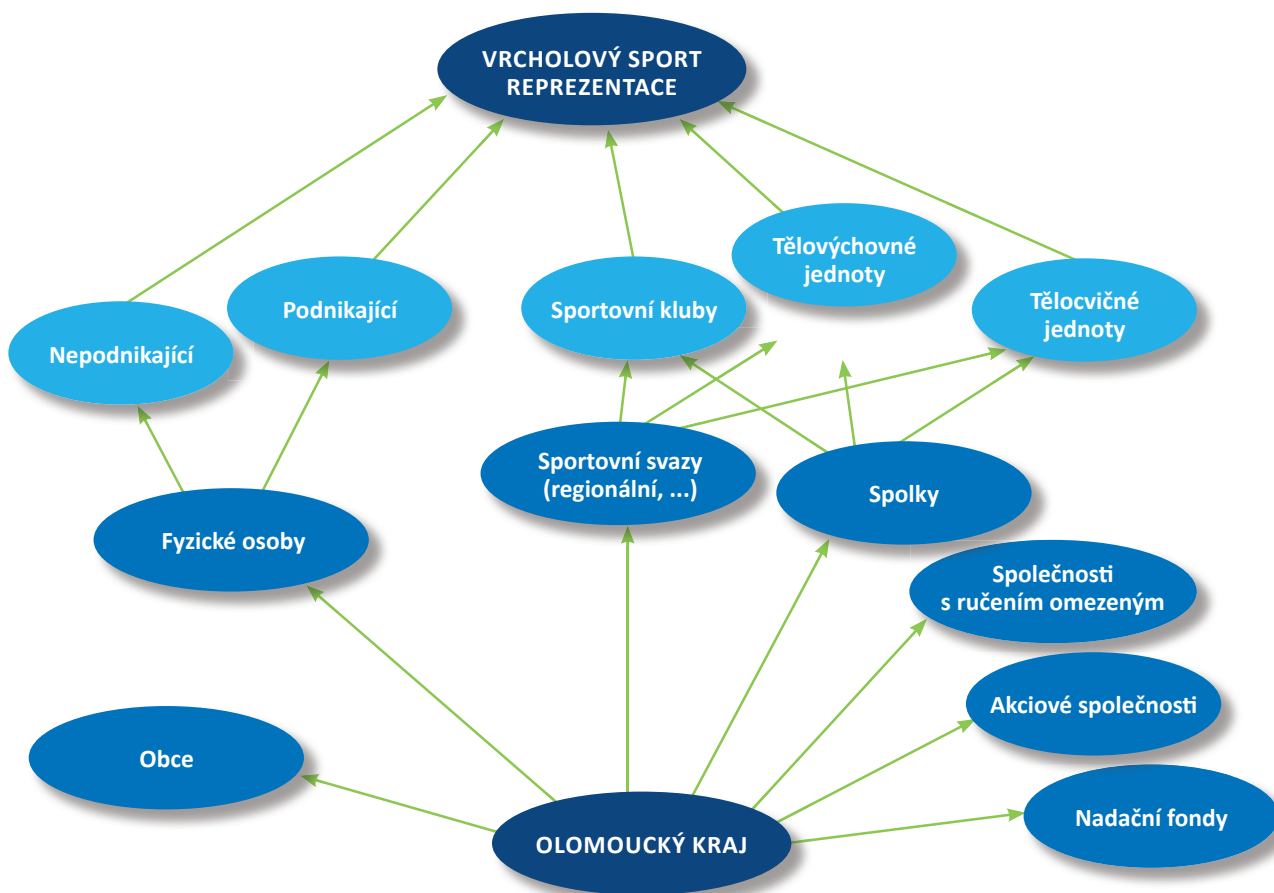 VRCHOLOVÝ SPORT
REPREZENTACE
Tělovýchovné
jednoty
Podnikající
Sportovní kluby
Tělocvičné
jednoty
Nepodnikající
Sportovní svazy
(regionální, ...)
Spolky
Fyzické osoby
Společnosti
s ručením omezeným
Akciové společnosti
Obce
Nadační fondy
OLOMOUCKÝ KRAJ